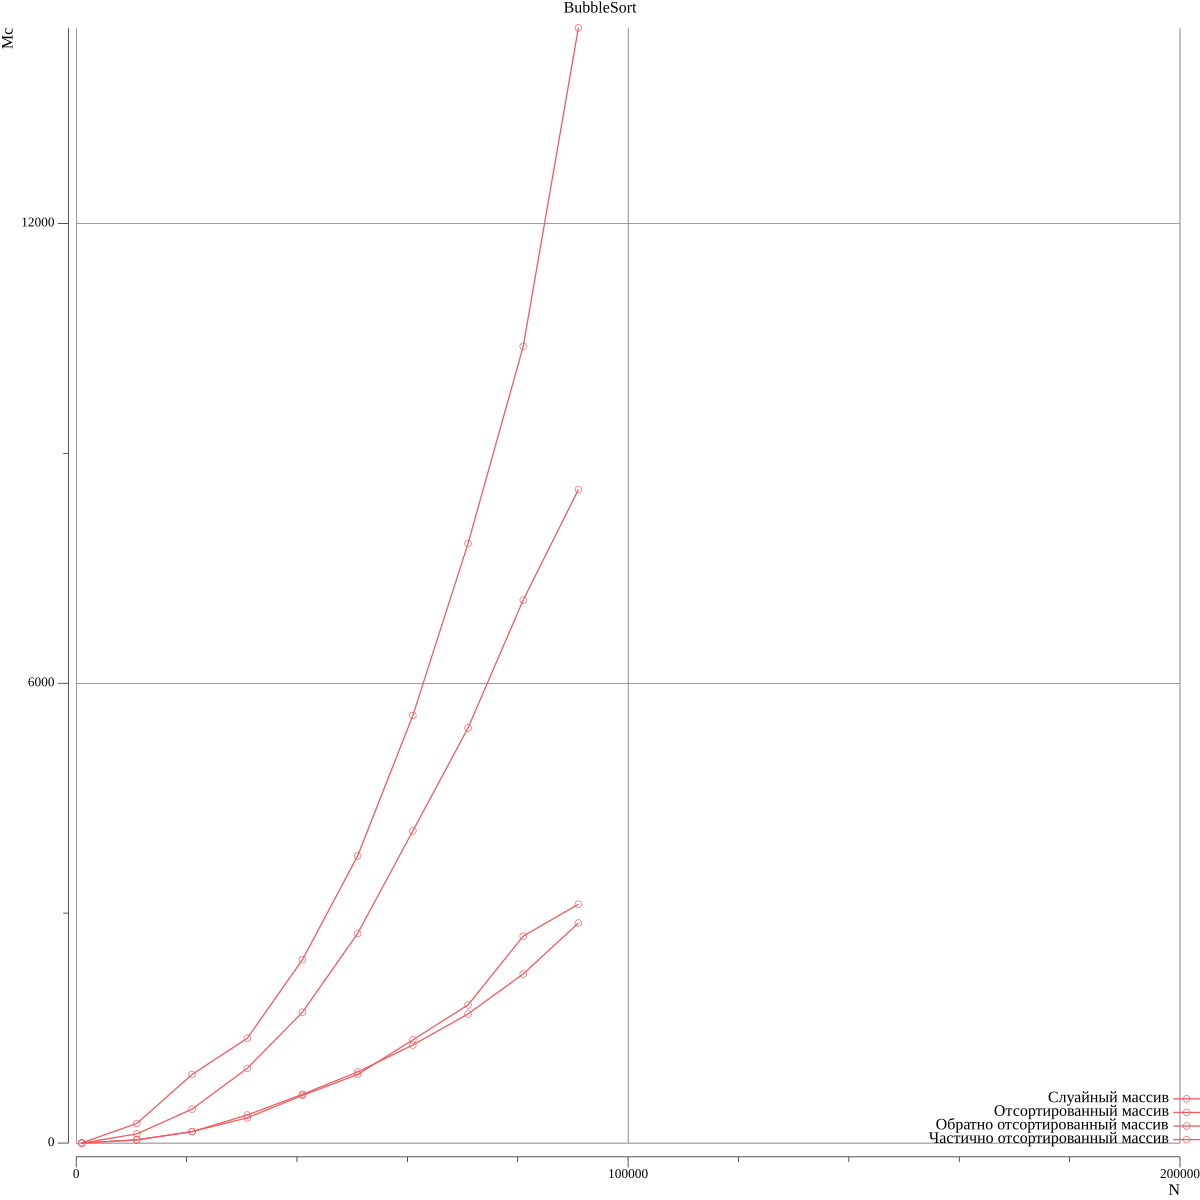 BubbleSort
Мс
12000
6000
0
Слуайный массив
Отсортированный массив
Обратно отсортированный массив
Частично отсортированный массив
0 100000 200000
N